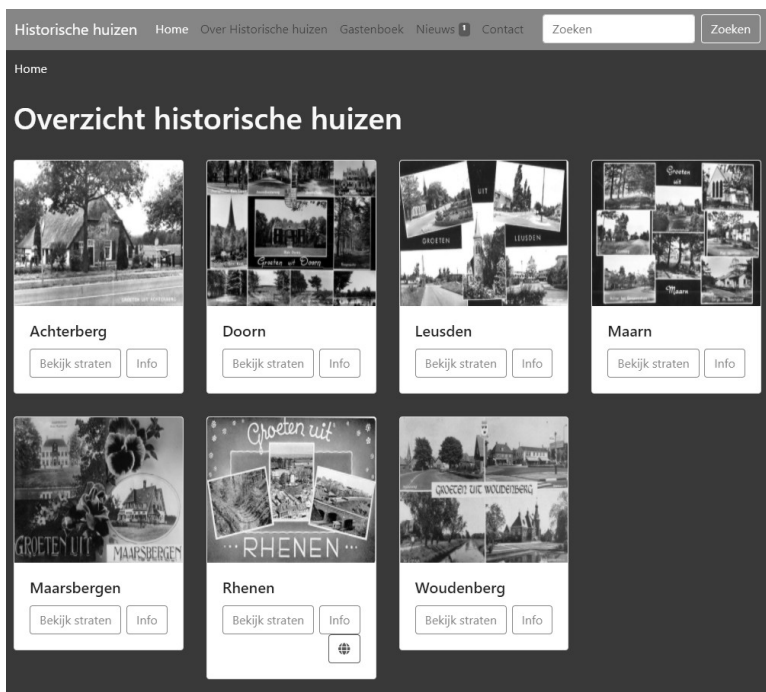 Historische huizen Home Over Historische huizen Gastenboek Nieuws 1 Contact Zoeken Zoeken
Home
Overzicht historische huizen
Groeten uit Doorn
UIT
GROETEN LEUSDEN
Groeten
uit
Maarn
Achterberg Doorn Leusden Maarn
Bekijk straten Info Bekijk straten Info Bekijk straten Info Bekijk straten Info
GROETEN UIT MAARSBERGEN
Groeten uit
RHENEN
GROETEN UIT WOUDENBERG
Maarsbergen Rhenen Woudenberg
Bekijk straten Info Bekijk straten Info Bekijk straten Info